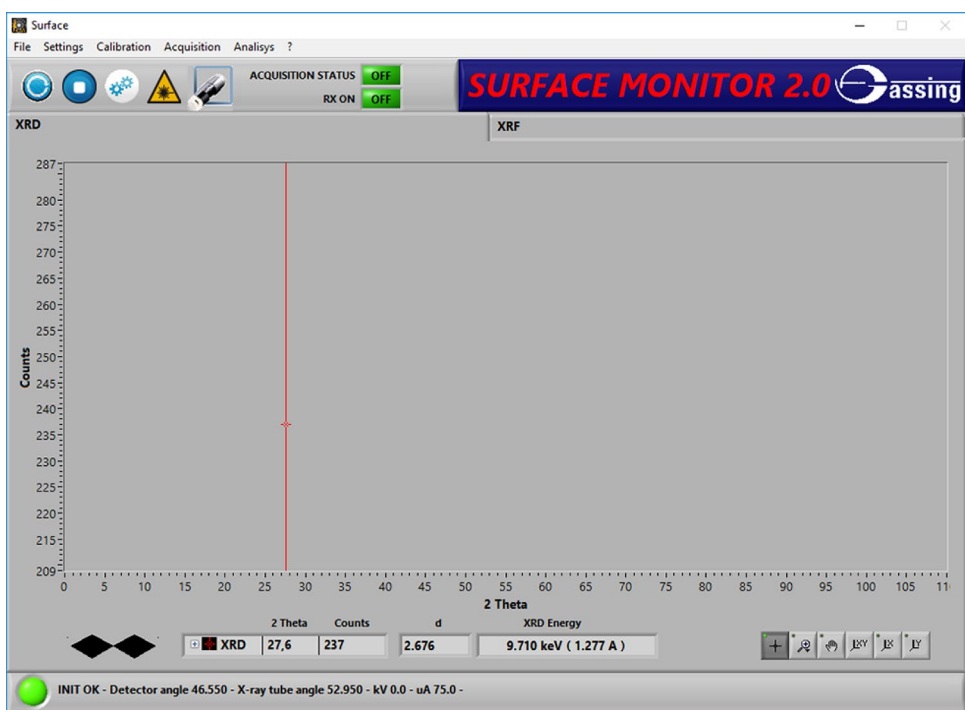 Surface
File Settings Calibration Acquisition Analisys ?
ACQUISITION STATUS OFF
RX ON OFF
SURFACE MONITOR 2.0
assing
XRD
XRF
287
280
275
270
265
260
255
250
245
240
235
230
225
220
215
209
Counts
0 5 10 15 20 25 30 35 40 45 50 55 60 65 70 75 80 85 90 95 100 105 11
2 Theta
2 Theta Counts d XRD Energy
XRD 27,6 237 2.676 9.710 keV ( 1.277 A )
XY X Y
INIT OK - Detector angle 46.550 - X-ray tube angle 52.950 - kV 0.0 - uA 75.0 -